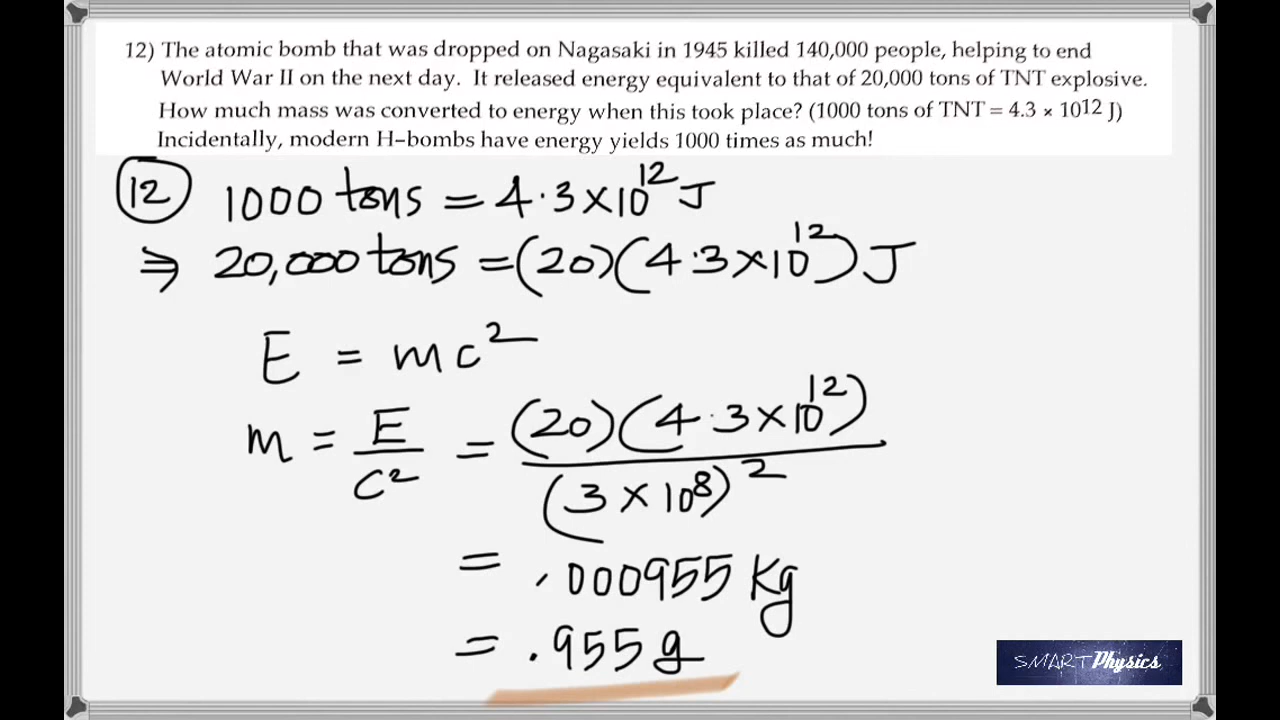 12) The atomic bomb that was dropped on Nagasaki in 1945 killed 140,000 people, helping to end
World War II on the next day. It released energy equivalent to that of 20,000 tons of TNT explosive.
How much mass was converted to energy when this took place? (1000 tons of TNT = 4.3 × 10¹² J)
Incidentally, modern H-bombs have energy yields 1000 times as much!
12 1000 tons = 4.3×10¹² J
⇒ 20,000 tons = (20)(4.3×10¹²) J
E = mc²
m = E/c² = (20)(4.3×10¹²)/(3×10⁸)²
= .000955 Kg
= .955 g
SMART Physics